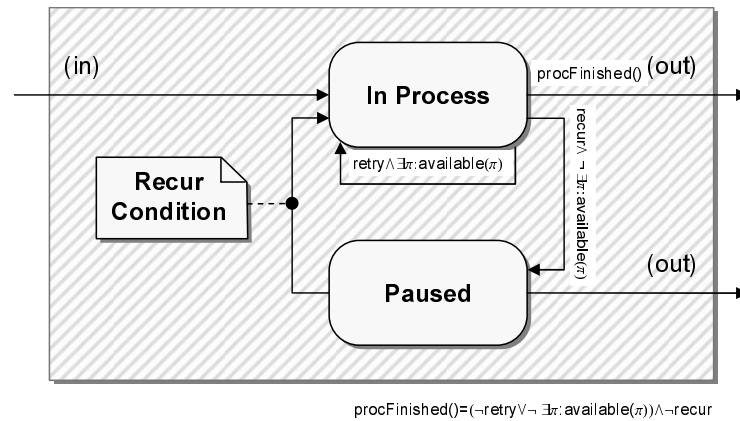 (in)
In Process
procFinished()
(out)
retry∧∃π:available(π)
recur∧ ¬ ∃π:available(π)
Recur
Condition
Paused
(out)
procFinished()=(¬retry∨¬ ∃π:available(π))∧¬recur